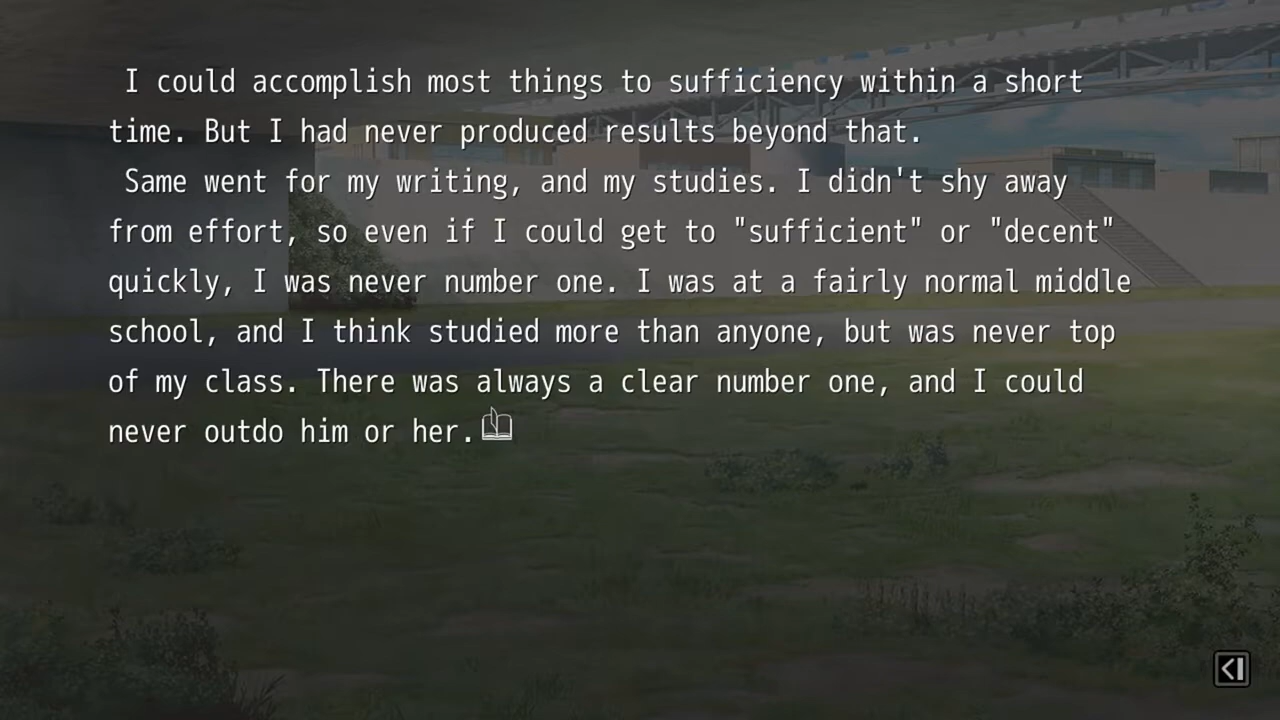 I could accomplish most things to sufficiency within a short
time. But I had never produced results beyond that.
Same went for my writing, and my studies. I didn't shy away
from effort, so even if I could get to "sufficient" or "decent"
quickly, I was never number one. I was at a fairly normal middle
school, and I think studied more than anyone, but was never top
of my class. There was always a clear number one, and I could
never outdo him or her.